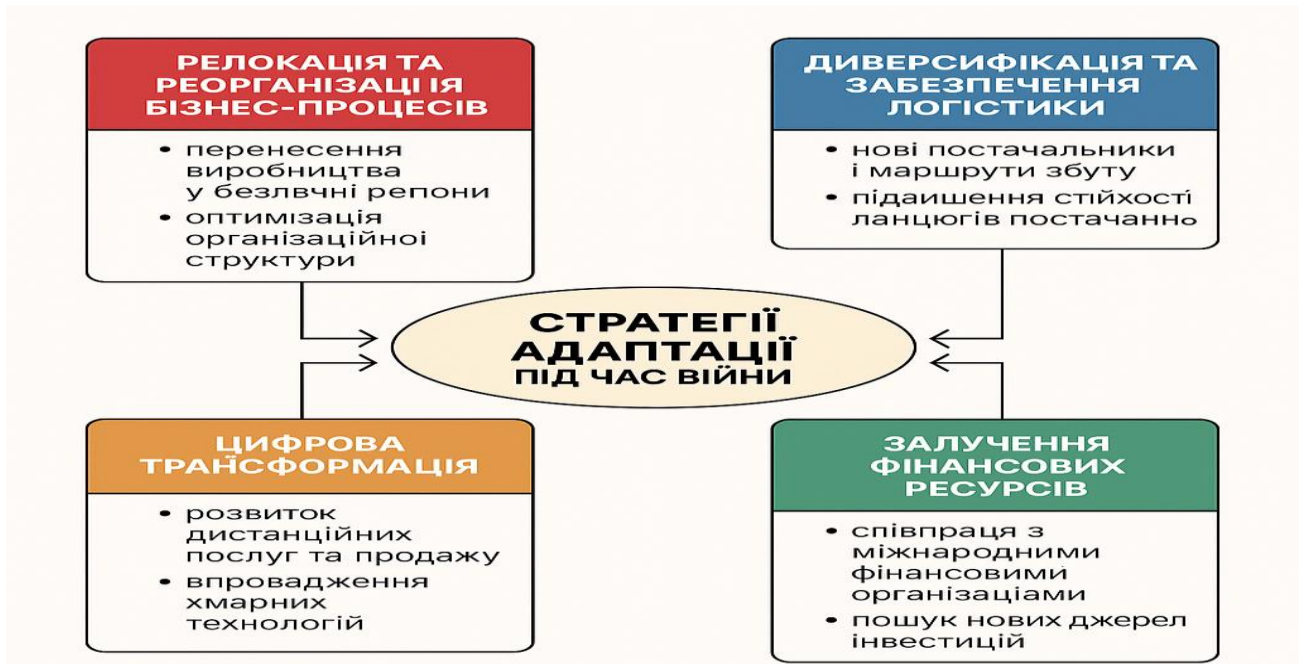 РЕЛОКАЦІЯ ТА
РЕОРГАНІЗАЦІ ІЯ
БІЗНЕС-ПРОЦЕСІВ
• перенесення
виробництва
у безлвчні репони
• оптимізація
організаційної
структури
ДИВЕРСИФІКАЦІЯ ТА
ЗАБЕЗПЕЧЕННЯ
ЛОГІСТИКИ
• нові постачальники
і маршрути збуту
• підаишення стійхості
ланцюгів постачанно
СТРАТЕГІЇ
АДАПТАЦІЇ
ПІД ЧАС ВІЙНИ
ЦИФРОВА
ТРАНСФОРМАЦІЯ
• розвиток
дистанційних
послуг та продажу
• впровадження
хмарних
технологій
ЗАЛУЧЕННЯ
ФІНАНСОВИХ
РЕСУРСІВ
• співпраця з
міжнародними
фінансовими
організаціами
• пошук нових джерел
інвестицій